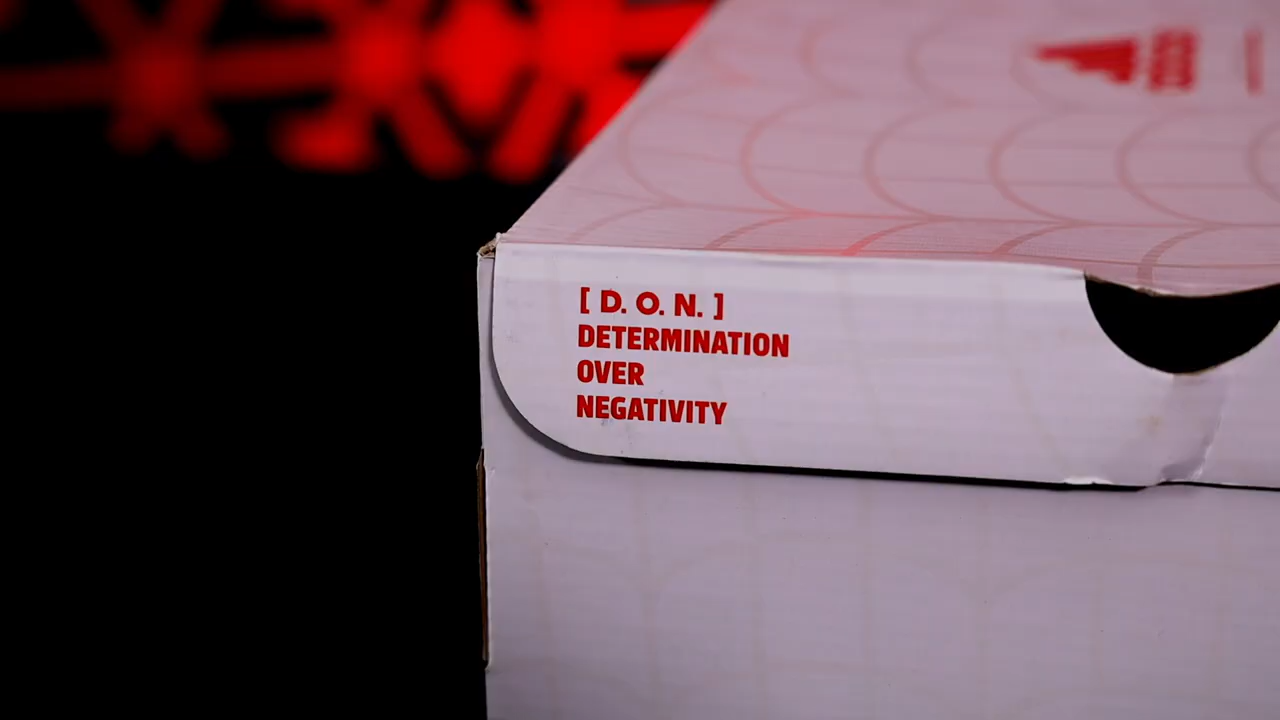 [ D. O. N. ]
DETERMINATION
OVER
NEGATIVITY